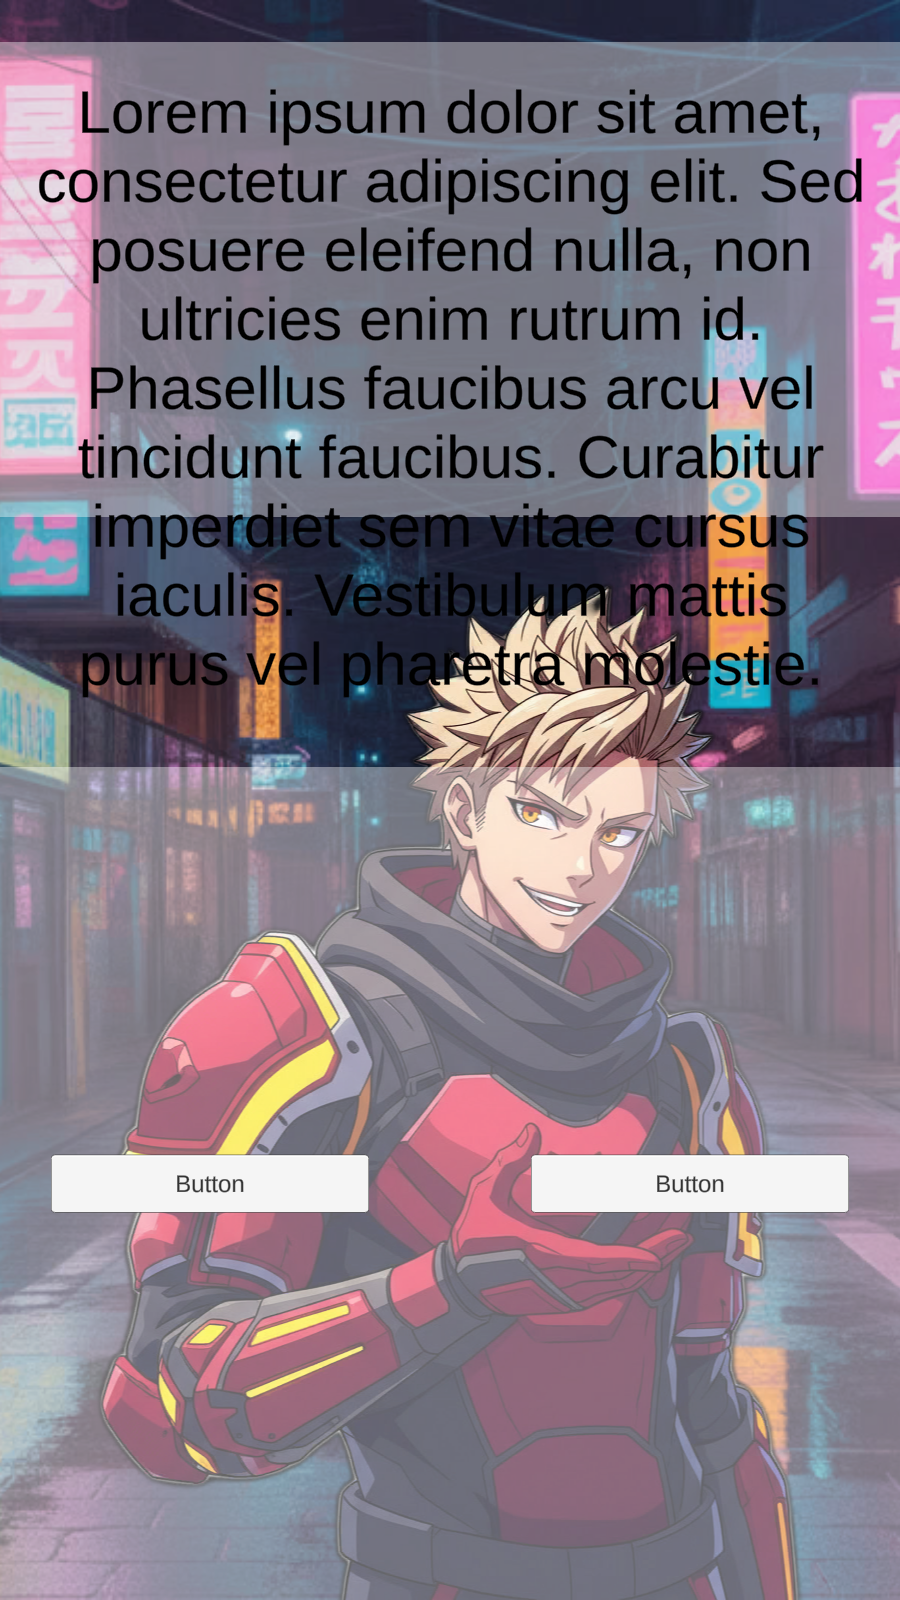 Lorem ipsum dolor sit amet,
consectetur adipiscing elit. Sed
posuere eleifend nulla, non
ultricies enim rutrum id.
Phasellus faucibus arcu vel
tincidunt faucibus. Curabitur
imperdiet sem vitae cursus
iaculis. Vestibulum mattis
purus vel pharetra molestie.
Button
Button